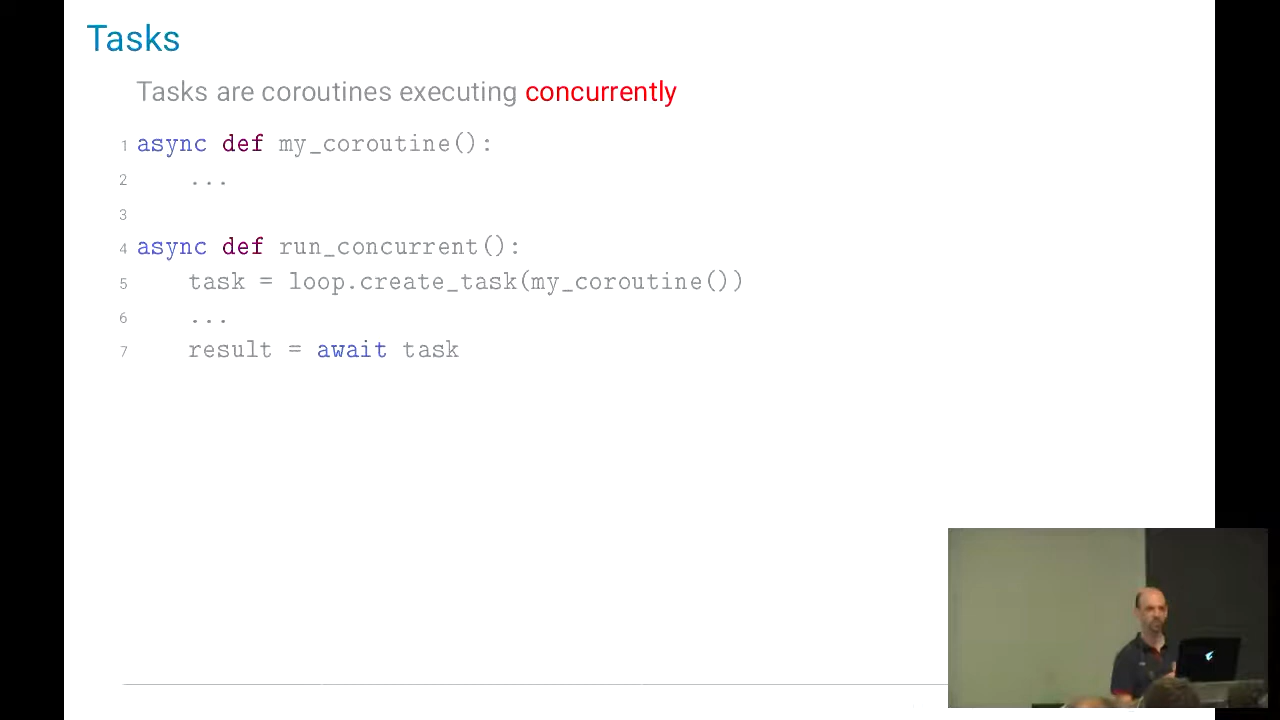 Tasks
Tasks are coroutines executing concurrently
1 async def my_coroutine():
2 ...
3
4 async def run_concurrent():
5 task = loop.create_task(my_coroutine())
6 ...
7 result = await task